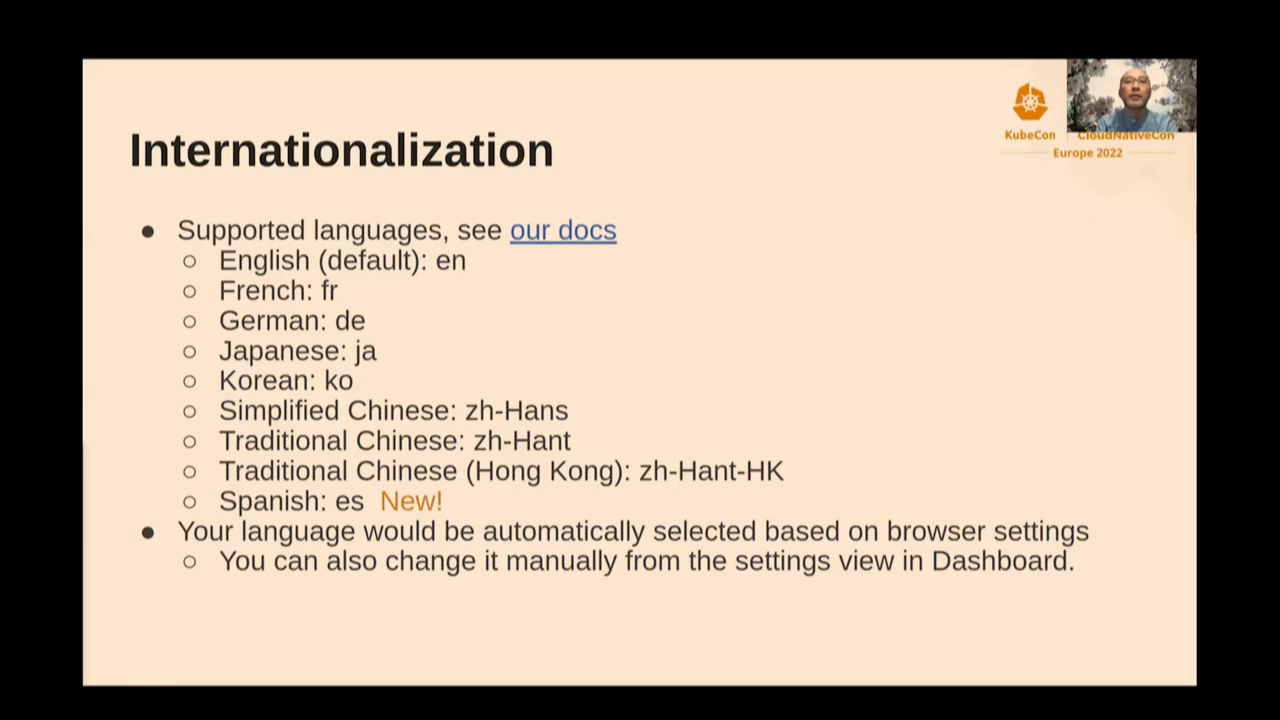 KubeCon CloudNativeCon
Europe 2022
Internationalization
● Supported languages, see our docs
○ English (default): en
○ French: fr
○ German: de
○ Japanese: ja
○ Korean: ko
○ Simplified Chinese: zh-Hans
○ Traditional Chinese: zh-Hant
○ Traditional Chinese (Hong Kong): zh-Hant-HK
○ Spanish: es New!
● Your language would be automatically selected based on browser settings
○ You can also change it manually from the settings view in Dashboard.